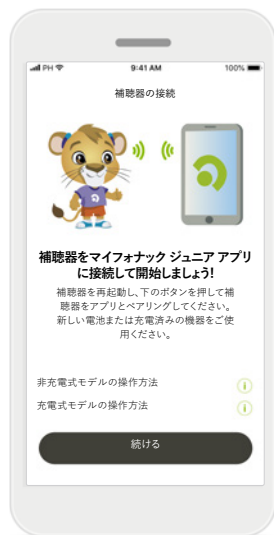 PH 9:41 AM 100%
補聴器の接続
補聴器をマイフォナック ジュニア アプリ
に接続して開始しましょう!
補聴器を再起動し、下のボタンを押して補
聴器をアプリとペアリングしてください。
新しい電池または充電済みの機器をご使
用ください。
非充電式モデルの操作方法 i
充電式モデルの操作方法 i
続ける